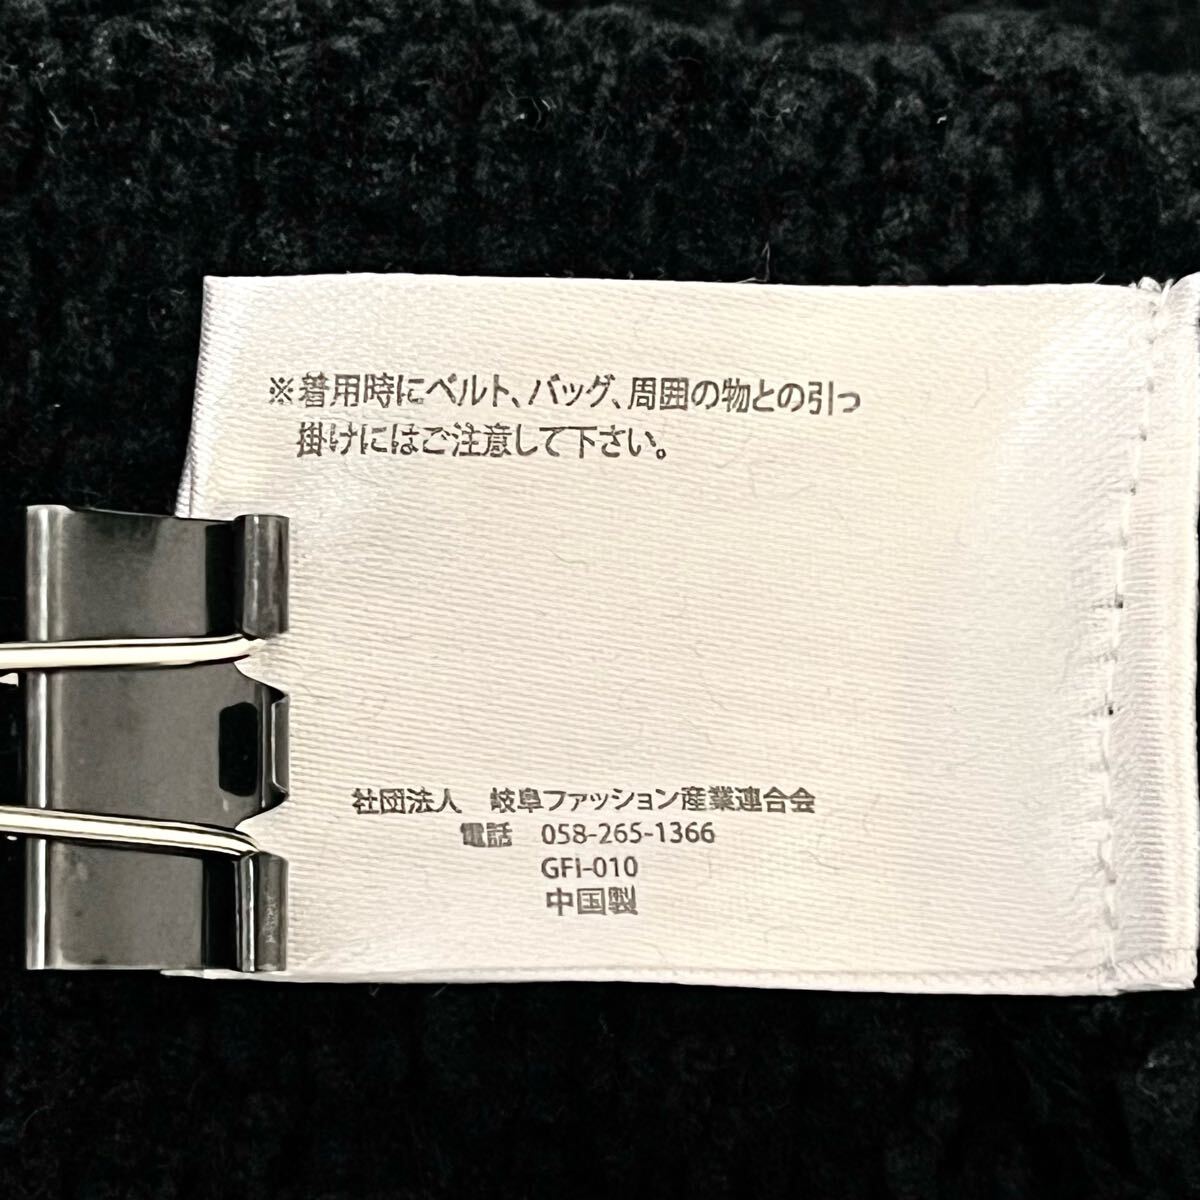 ※着用時にベルト、バッグ、周囲の物との引っ
掛けにはご注意して下さい。
社団法人　岐阜ファッション産業連合会
電話　058-265-1366
GFI-010
中国製